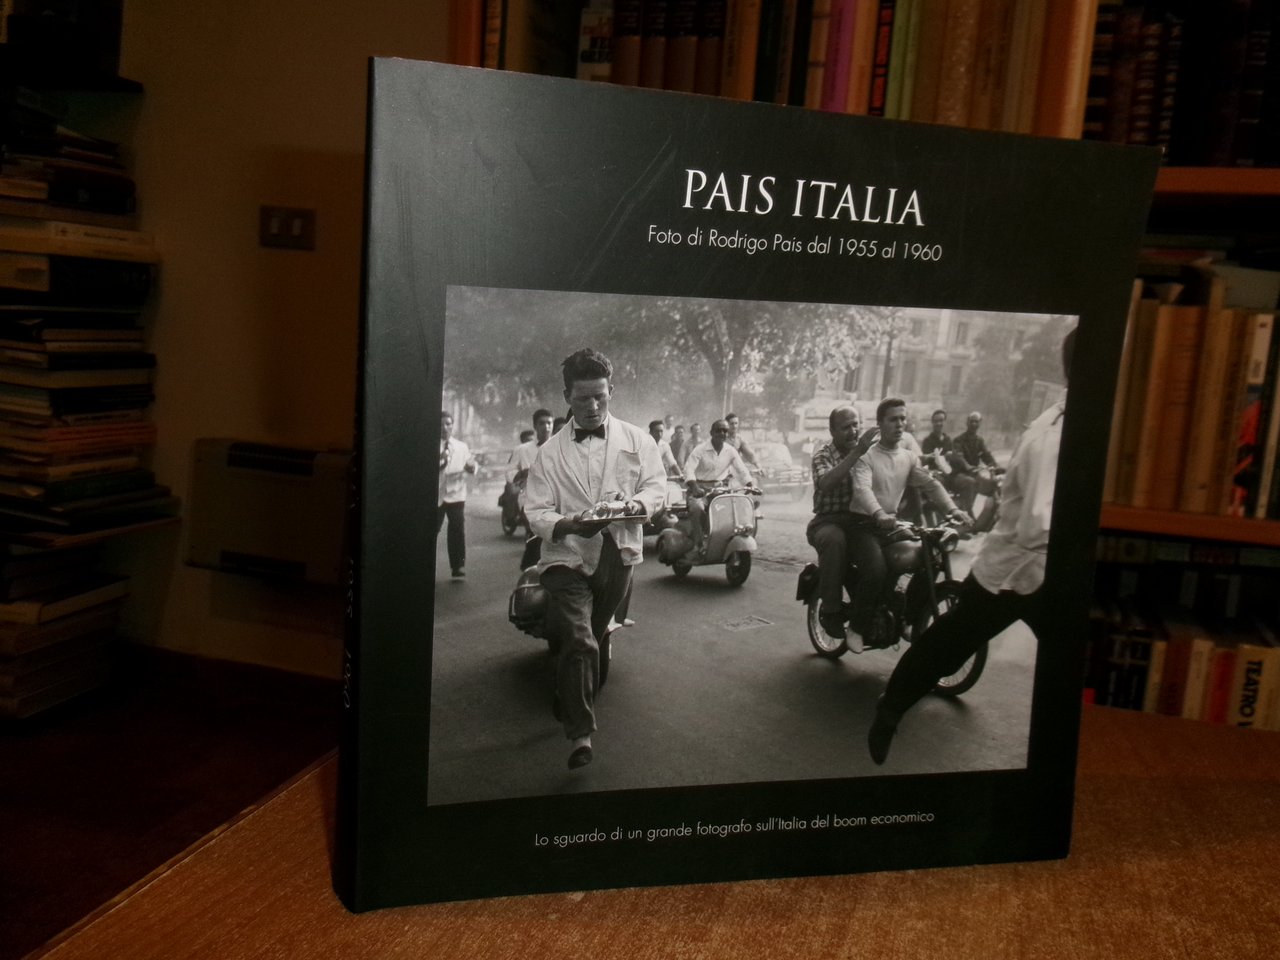 PAIS ITALIA
Foto di Rodrigo Pais dal 1955 al 1960
Lo sguardo di un grande fotografo sull'Italia del boom economico
TEATRO